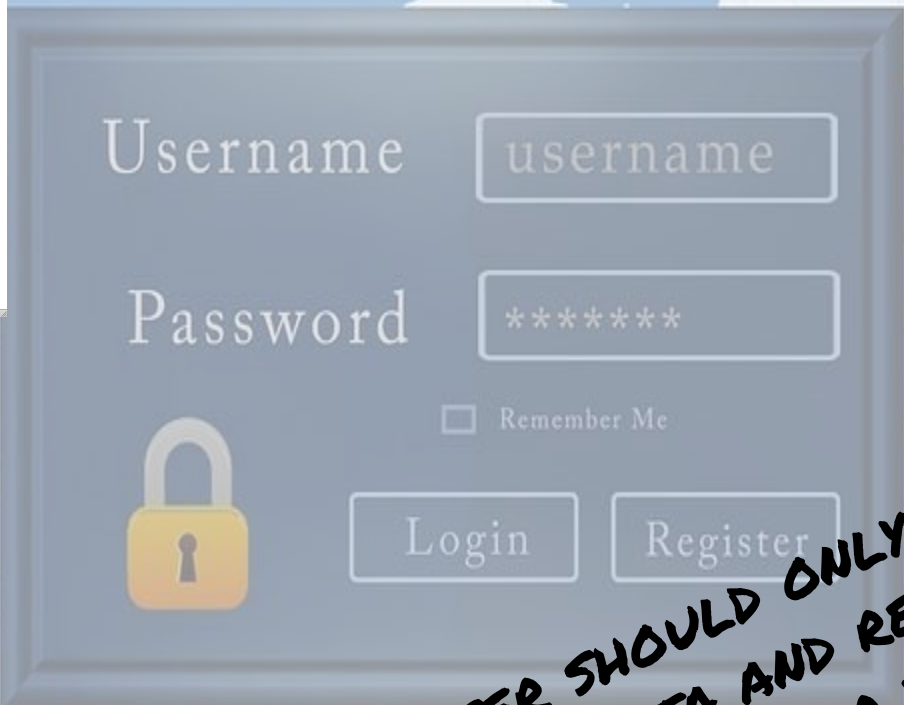 Username username
Password *******
Remember Me
Login Register
SHOULD ONLY
AND